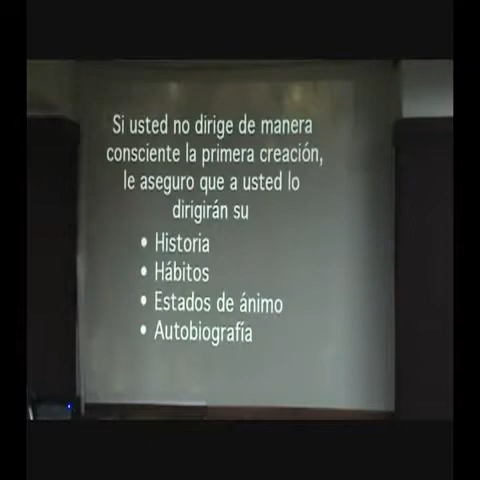 Si usted no dirige de manera
consciente la primera creación,
le aseguro que a usted lo
dirigirán su
• Historia
• Hábitos
• Estados de ánimo
• Autobiografía